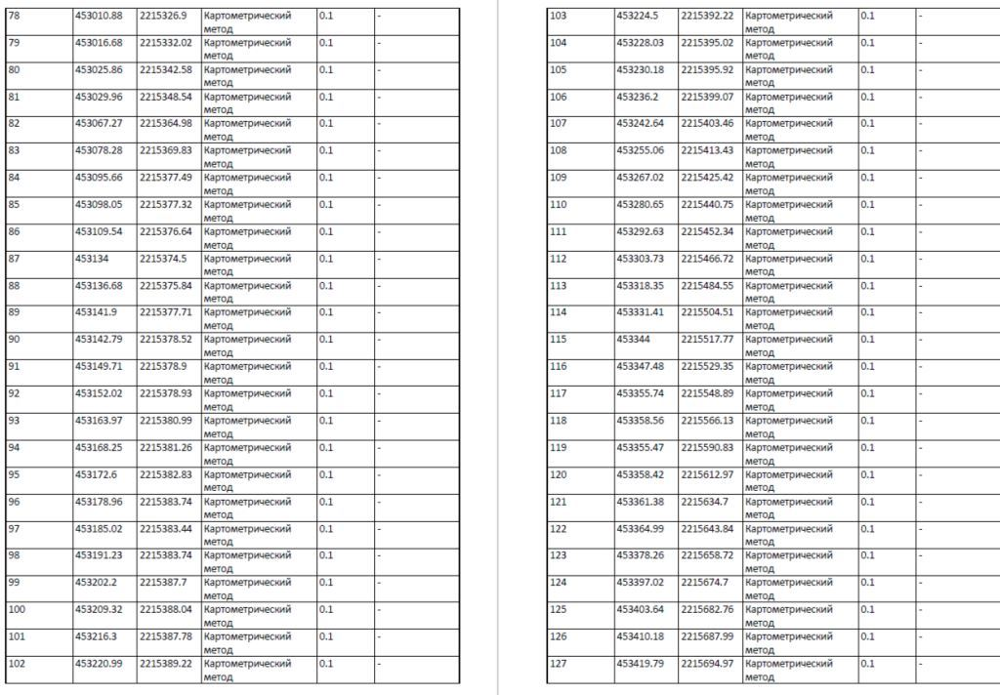 78 453010.88 2215326.9 Картометрический 0.1 -
метод
79 453016.68 2215332.02 Картометрический 0.1 -
метод
80 453025.86 2215342.58 Картометрический 0.1 -
метод
81 453029.96 2215348.54 Картометрический 0.1 -
метод
82 453067.27 2215364.98 Картометрический 0.1 -
метод
83 453078.28 2215369.83 Картометрический 0.1 -
метод
84 453095.66 2215377.49 Картометрический 0.1 -
метод
85 453098.05 2215377.32 Картометрический 0.1 -
метод
86 453109.54 2215376.64 Картометрический 0.1 -
метод
87 453134 2215374.5 Картометрический 0.1 -
метод
88 453136.68 2215375.84 Картометрический 0.1 -
метод
89 453141.9 2215377.71 Картометрический 0.1 -
метод
90 453142.79 2215378.52 Картометрический 0.1 -
метод
91 453149.71 2215378.9 Картометрический 0.1 -
метод
92 453152.02 2215378.93 Картометрический 0.1 -
метод
93 453163.97 2215380.99 Картометрический 0.1 -
метод
94 453168.25 2215381.26 Картометрический 0.1 -
метод
95 453172.6 2215382.83 Картометрический 0.1 -
метод
96 453178.96 2215383.74 Картометрический 0.1 -
метод
97 453185.02 2215383.44 Картометрический 0.1 -
метод
98 453191.23 2215383.74 Картометрический 0.1 -
метод
99 453202.2 2215387.7 Картометрический 0.1 -
метод
100 453209.32 2215388.04 Картометрический 0.1 -
метод
101 453216.3 2215387.78 Картометрический 0.1 -
метод
102 453220.99 2215389.22 Картометрический 0.1 -
метод
103 453224.5 2215392.22 Картометрический 0.1 -
метод
104 453228.03 2215395.02 Картометрический 0.1 -
метод
105 453230.18 2215395.92 Картометрический 0.1 -
метод
106 453236.2 2215399.07 Картометрический 0.1 -
метод
107 453242.64 2215403.46 Картометрический 0.1 -
метод
108 453255.06 2215413.43 Картометрический 0.1 -
метод
109 453267.02 2215425.42 Картометрический 0.1 -
метод
110 453280.65 2215440.75 Картометрический 0.1 -
метод
111 453292.63 2215452.34 Картометрический 0.1 -
метод
112 453303.73 2215466.72 Картометрический 0.1 -
метод
113 453318.35 2215484.55 Картометрический 0.1 -
метод
114 453331.41 2215504.51 Картометрический 0.1 -
метод
115 453344 2215517.77 Картометрический 0.1 -
метод
116 453347.48 2215529.35 Картометрический 0.1 -
метод
117 453355.74 2215548.89 Картометрический 0.1 -
метод
118 453358.56 2215566.13 Картометрический 0.1 -
метод
119 453355.47 2215590.83 Картометрический 0.1 -
метод
120 453358.42 2215612.97 Картометрический 0.1 -
метод
121 453361.38 2215634.7 Картометрический 0.1 -
метод
122 453364.99 2215643.84 Картометрический 0.1 -
метод
123 453378.26 2215658.72 Картометрический 0.1 -
метод
124 453397.02 2215674.7 Картометрический 0.1 -
метод
125 453403.64 2215682.76 Картометрический 0.1 -
метод
126 453410.18 2215687.99 Картометрический 0.1 -
метод
127 453419.79 2215694.97 Картометрический 0.1 -
метод